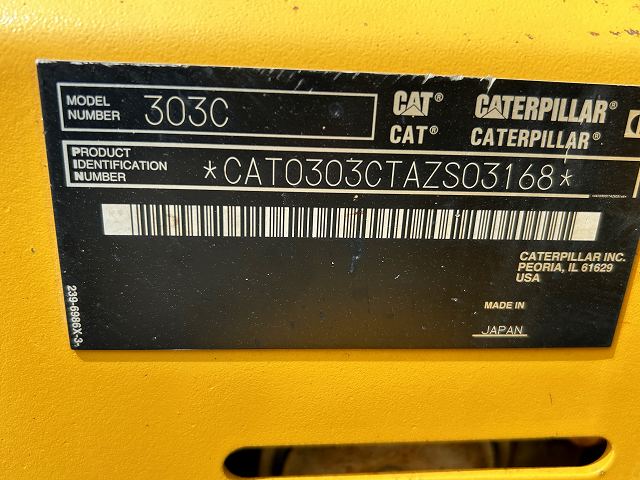 MODEL NUMBER 303C
CAT® CATERPILLAR®
CAT® CATERPILLAR®
PRODUCT IDENTIFICATION NUMBER *CAT0303CTAZS03168*
CATERPILLAR INC.
PEORIA, IL 61629
USA
MADE IN
JAPAN
239-6986X-3